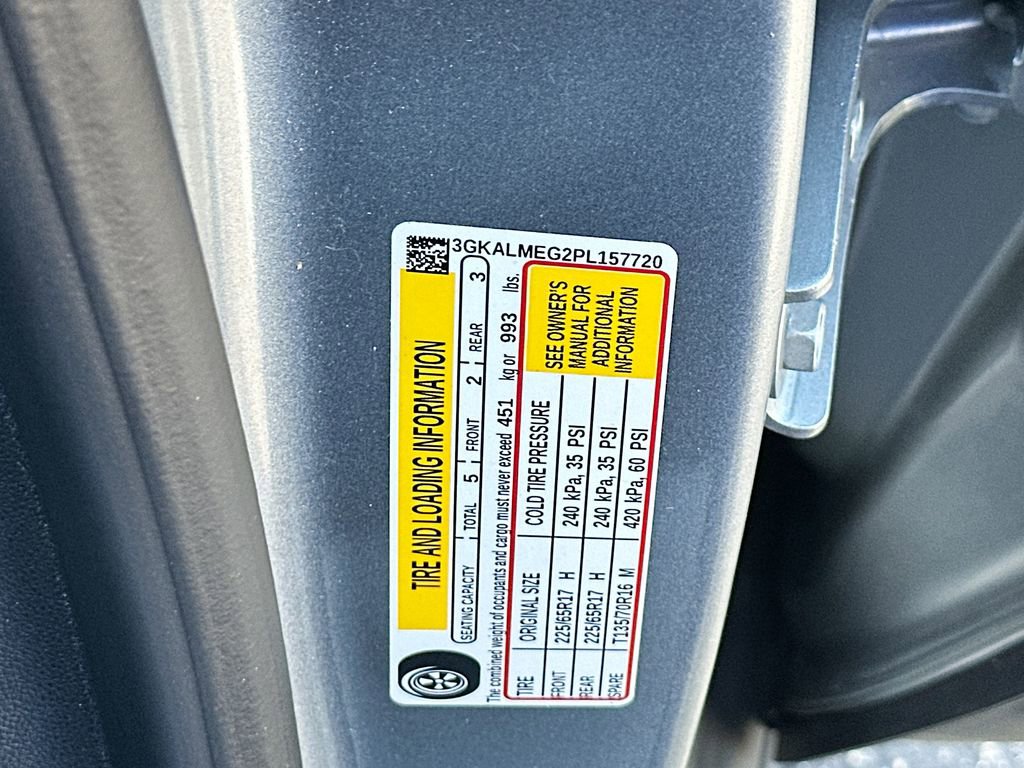 3GKALMEG2PL157720
TIRE AND LOADING INFORMATION
SEATING CAPACITY TOTAL 5 FRONT 2 REAR 3
The combined weight of occupants and cargo must never exceed 451 kg or 993 lbs.
TIRE ORIGINAL SIZE COLD TIRE PRESSURE
FRONT 225/65R17 H 240 kPa, 35 PSI
REAR 225/65R17 H 240 kPa, 35 PSI
SPARE T135/70R16 M 420 kPa, 60 PSI
SEE OWNER'S
MANUAL FOR
ADDITIONAL
INFORMATION